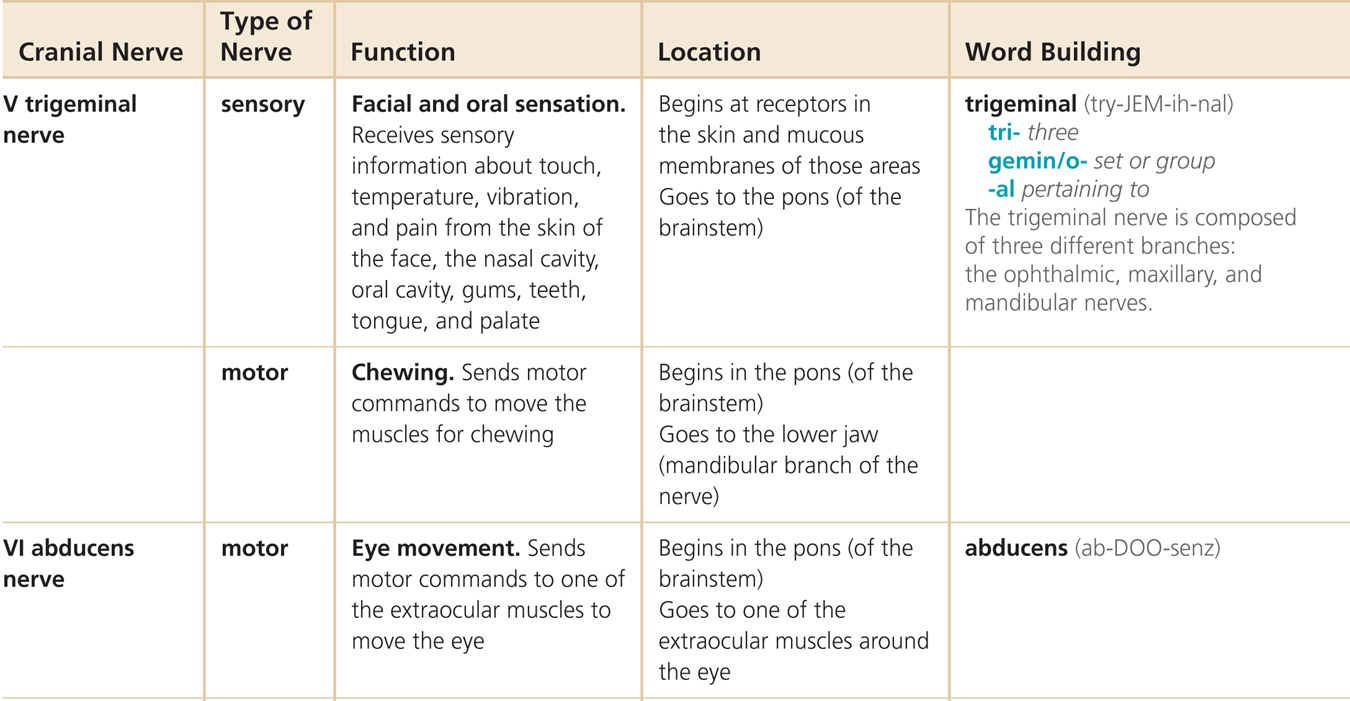 Cranial Nerve
Type of
Nerve
Function
Location
Word Building
V trigeminal
nerve
sensory
Facial and oral sensation.
Receives sensory
information about touch,
temperature, vibration,
and pain from the skin of
the face, the nasal cavity,
oral cavity, gums, teeth,
tongue, and palate
Begins at receptors in
the skin and mucous
membranes of those areas
Goes to the pons (of the
brainstem)
trigeminal (try-JEM-ih-nal)
tri- three
gemin/o- set or group
-al pertaining to
The trigeminal nerve is composed
of three different branches:
the ophthalmic, maxillary, and
mandibular nerves.
motor
Chewing. Sends motor
commands to move the
muscles for chewing
Begins in the pons (of the
brainstem)
Goes to the lower jaw
(mandibular branch of the
nerve)
VI abducens
nerve
motor
Eye movement. Sends
motor commands to one of
the extraocular muscles to
move the eye
Begins in the pons (of the
brainstem)
Goes to one of the
extraocular muscles around
the eye
abducens (ab-DOO-senz)